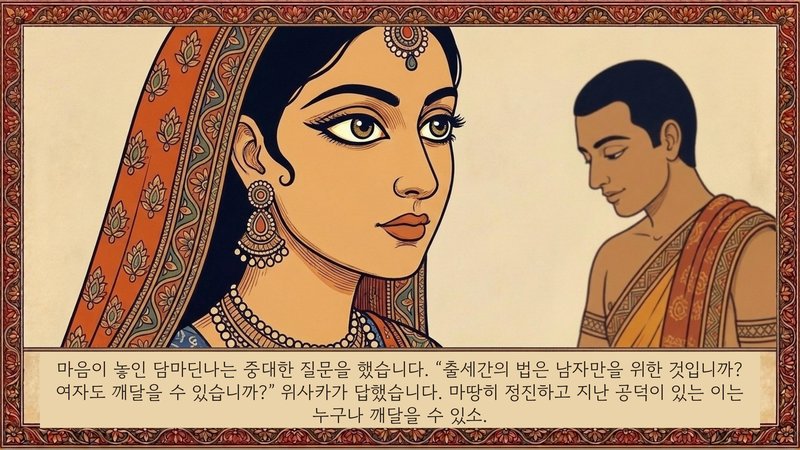 마음이 놓인 담마딘나는 중대한 질문을 했습니다. “출세간의 법은 남자만을 위한 것입니까?
여자도 깨달을 수 있습니까?” 위사카가 답했습니다. 마땅히 정진하고 지난 공덕이 있는 이는
누구나 깨달을 수 있소.